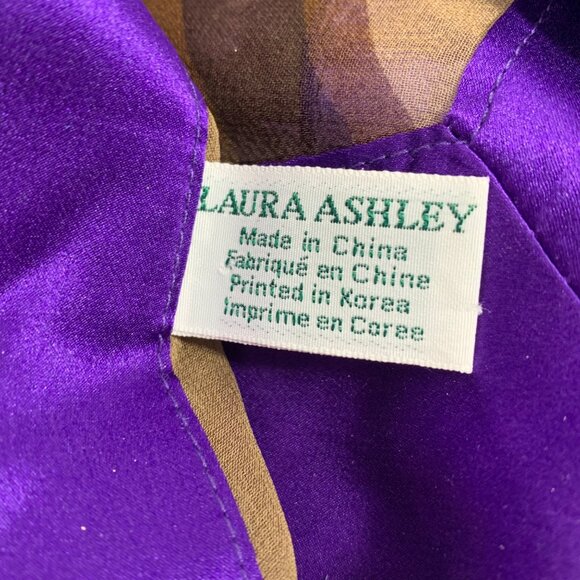 LAURA ASHLEY
Made in China
Fabriqué en Chine
Printed in Korea
Imprime en Coree